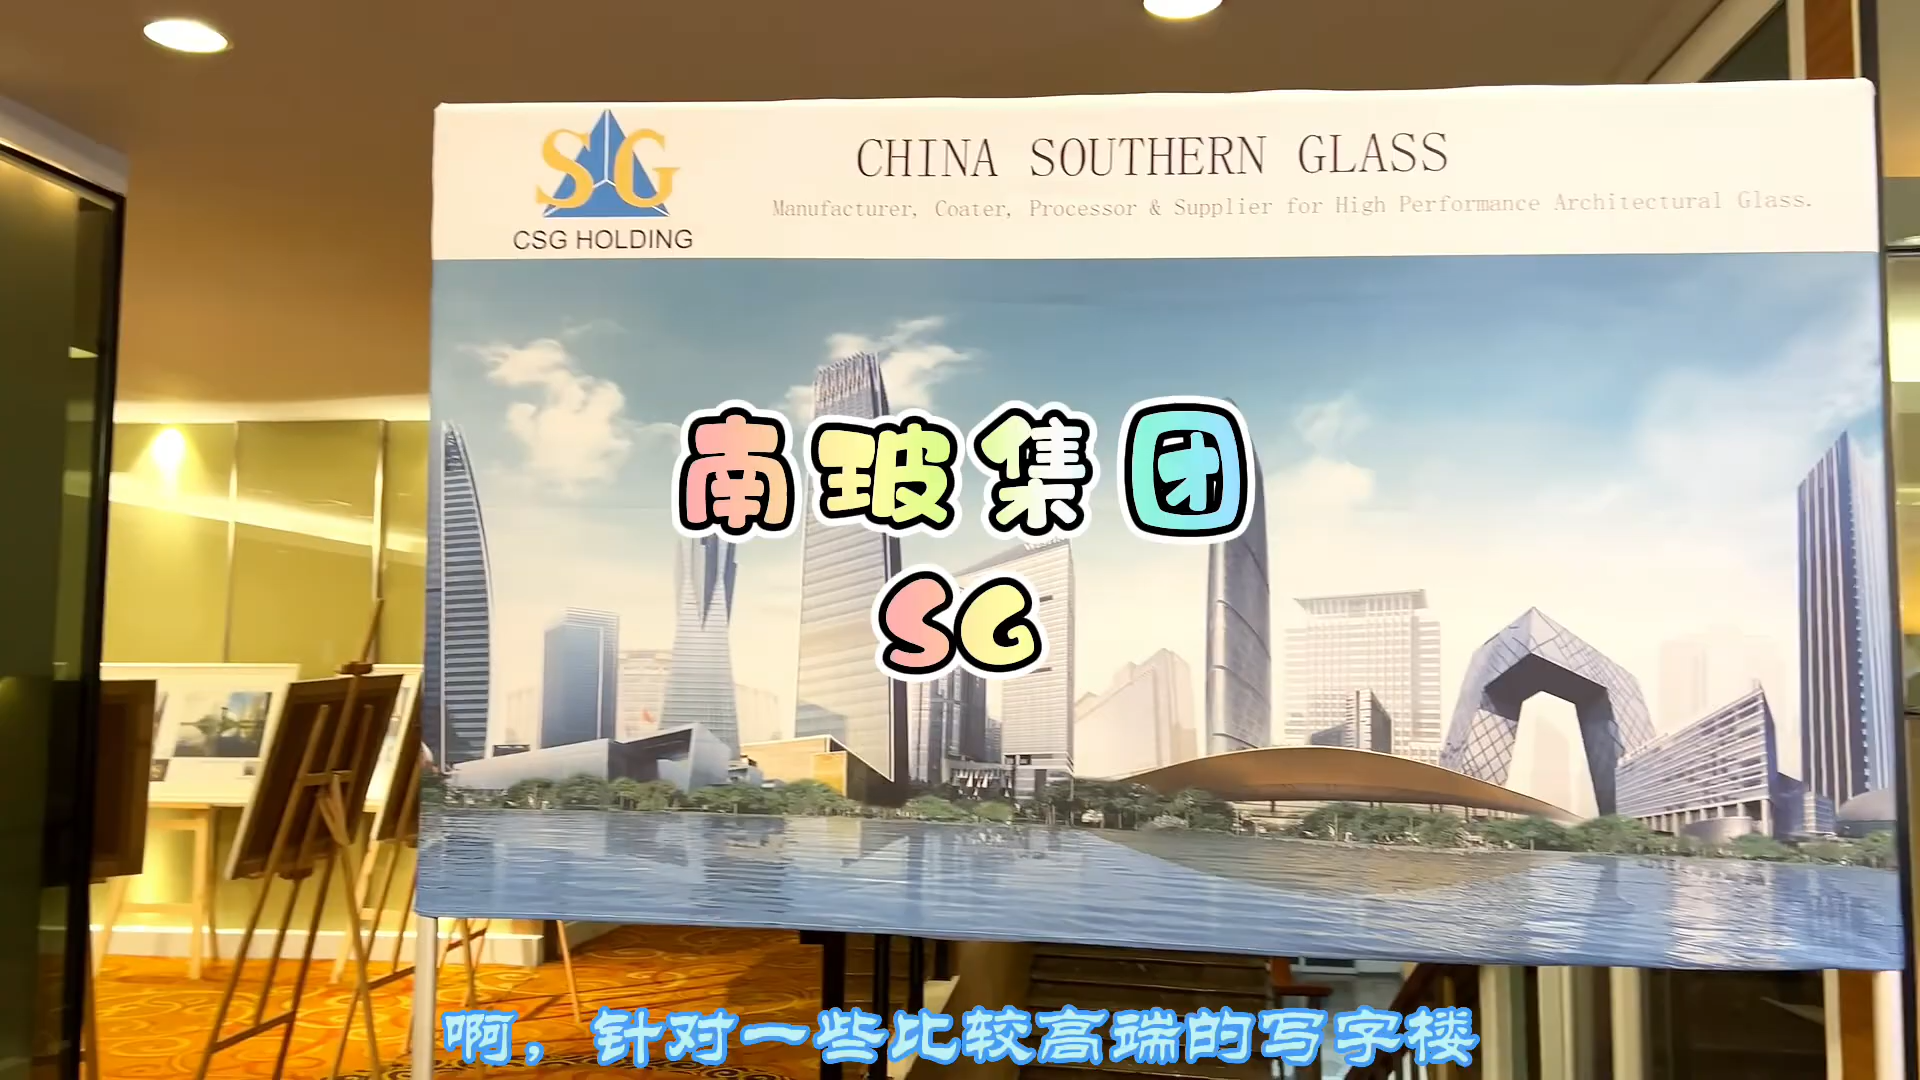 SG
CSG HOLDING
CHINA SOUTHERN GLASS
Manufacturer, Coater, Processor & Supplier for High Performance Architectural Glass.
南玻集团
SG
啊，针对一些比较高端的写字楼